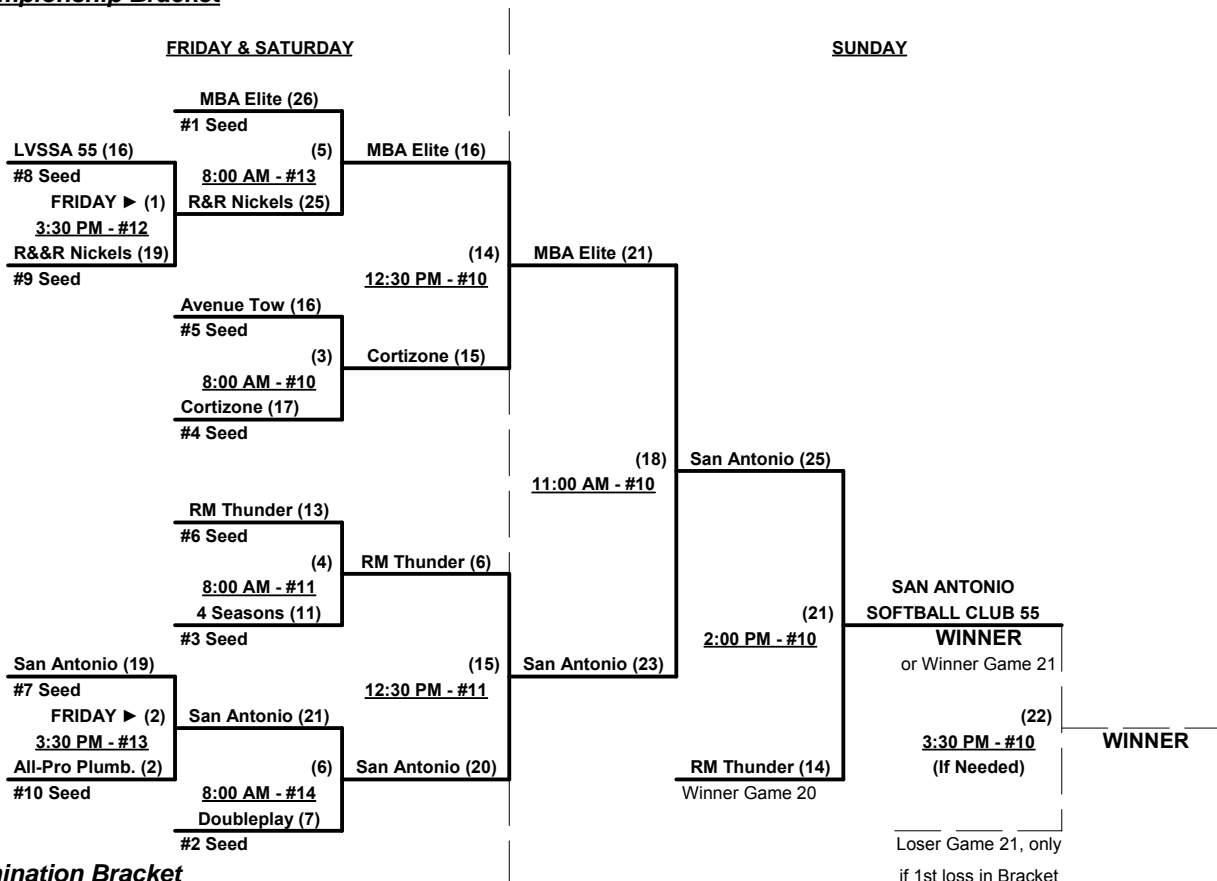 Championship Bracket
FRIDAY & SATURDAY
SUNDAY
MBA Elite (26)
#1 Seed
LVSSA 55 (16)
(5)
MBA Elite (16)
#8 Seed
8:00 AM - #13
FRIDAY ► (1)
R&R Nickels (25)
3:30 PM - #12
R&&R Nickels (19)
(14)
MBA Elite (21)
#9 Seed
12:30 PM - #10
Avenue Tow (16)
#5 Seed
(3)
Cortizone (15)
8:00 AM - #10
Cortizone (17)
#4 Seed
(18)
San Antonio (25)
11:00 AM - #10
RM Thunder (13)
#6 Seed
(4)
RM Thunder (6)
8:00 AM - #11
SAN ANTONIO
4 Seasons (11)
(21)
SOFTBALL CLUB 55
#3 Seed
2:00 PM - #10
WINNER
San Antonio (19)
(15)
San Antonio (23)
or Winner Game 21
#7 Seed
12:30 PM - #11
FRIDAY ► (2)
San Antonio (21)
(22)
3:30 PM - #13
3:30 PM - #10
WINNER
All-Pro Plumb. (2)
(6)
San Antonio (20)
RM Thunder (14)
(If Needed)
#10 Seed
8:00 AM - #14
Winner Game 20
Doubleplay (7)
#2 Seed
Loser Game 21, only
mination Bracket
if 1st loss in Bracket